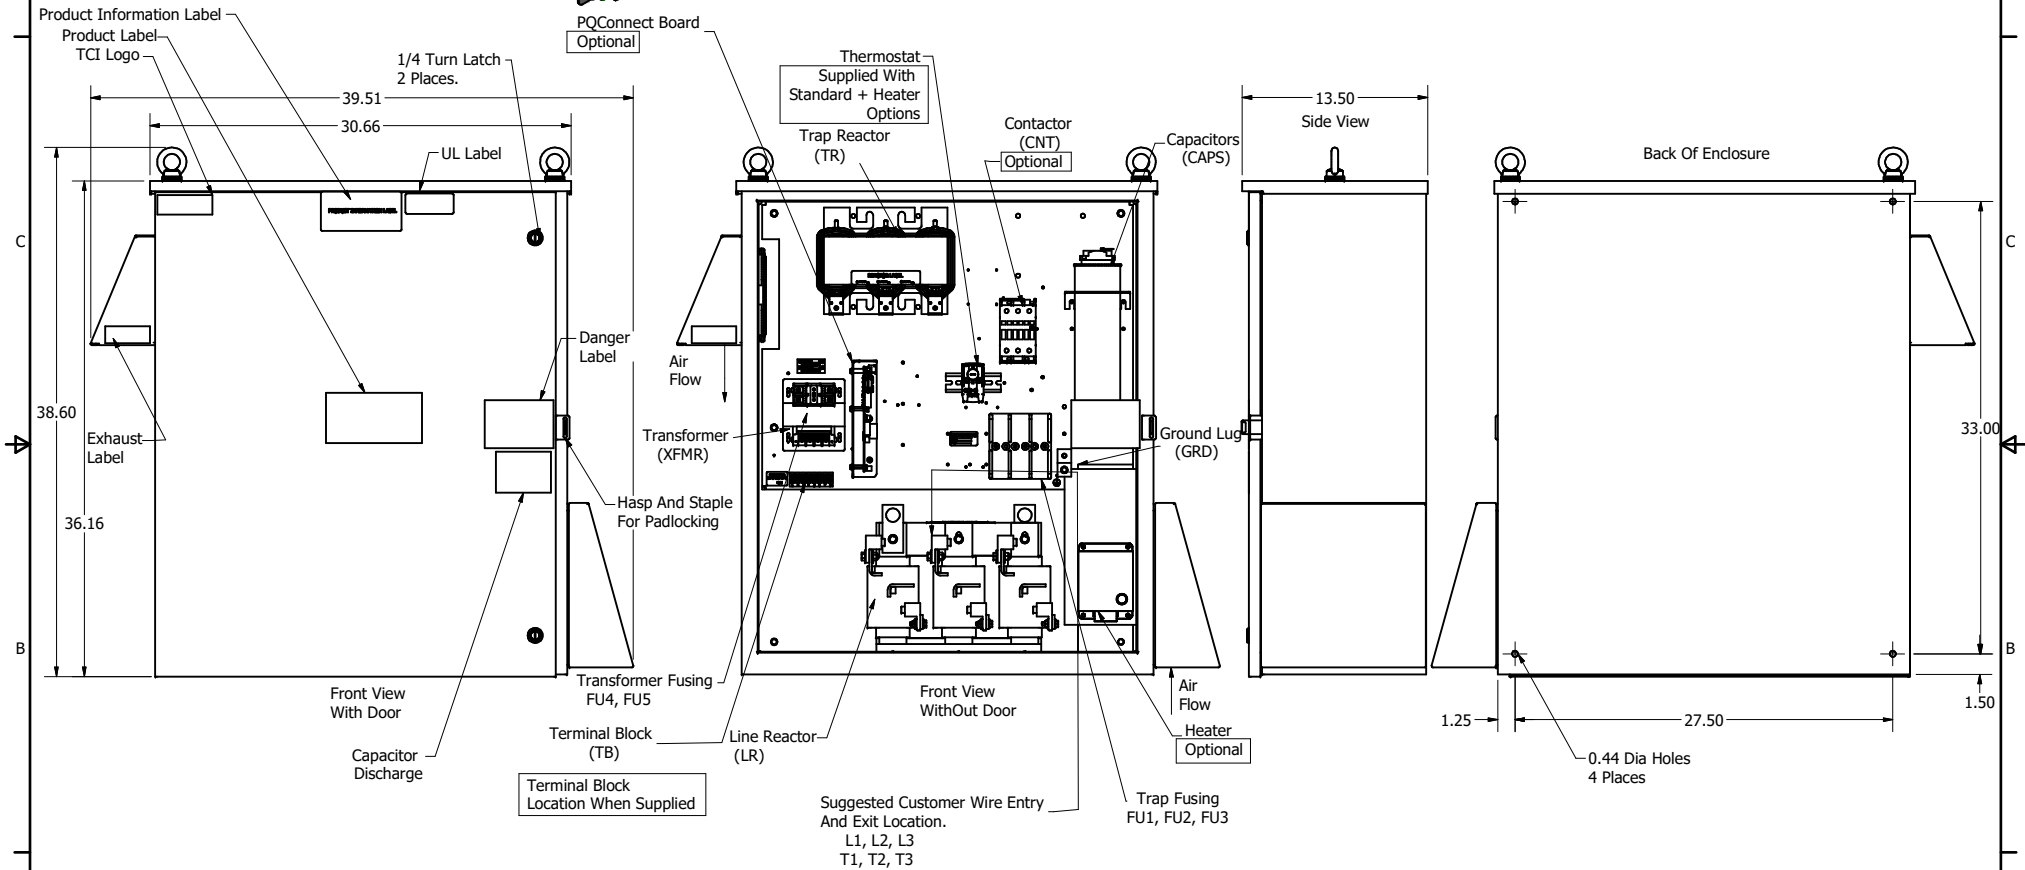 Product Information Label
Product Label
TCI Logo
1/4 Turn Latch
2 Places.
39.51
30.66
UL Label
PRODUCT INFORMATION LABEL
38.60
36.16
Exhaust
Label
Danger
Label
Hasp And Staple
For Padlocking
Front View
With Door
Capacitor
Discharge
PQConnect Board
Optional
Thermostat
Supplied With
Standard + Heater
Options
Trap Reactor
(TR)
Contactor
(CNT)
Optional
Capacitors
(CAPS)
Air
Flow
Transformer
(XFMR)
Ground Lug
(GRD)
Transformer Fusing
FU4, FU5
Terminal Block
(TB)
Terminal Block
Location When Supplied
Line Reactor
(LR)
Front View
WithOut Door
Suggested Customer Wire Entry
And Exit Location.
L1, L2, L3
T1, T2, T3
Air
Flow
Heater
Optional
Trap Fusing
FU1, FU2, FU3
13.50
Side View
Back Of Enclosure
33.00
1.50
1.25
27.50
0.44 Dia Holes
4 Places
C
C
B
B